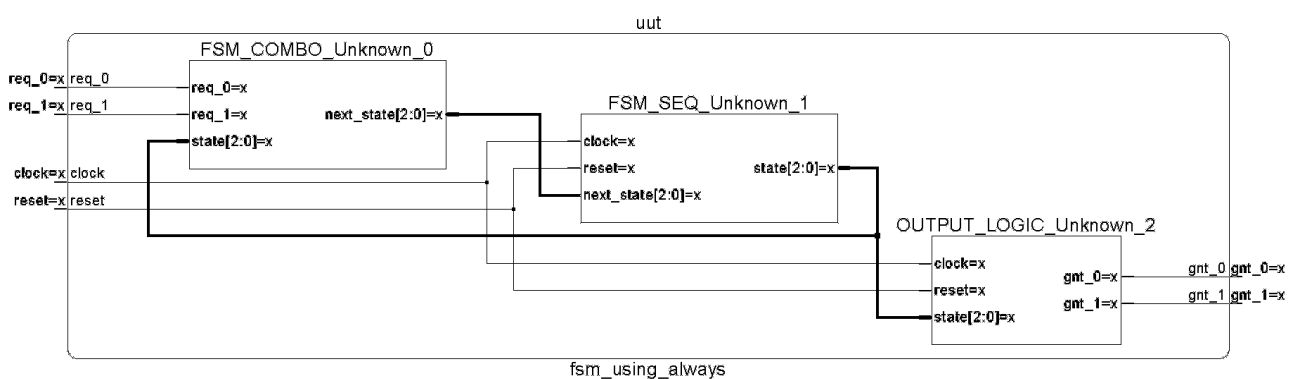 uut
FSM_COMBO_Unknown_0
req_0=x req_0
req_0=x
req_1=x req_1
req_1=x
next_state[2:0]=x
state[2:0]=x
FSM_SEQ_Unknown_1
clock=x
reset=x
state[2:0]=x
next_state[2:0]=x
clock=x clock
reset=x reset
OUTPUT_LOGIC_Unknown_2
clock=x
gnt_0=x
reset=x
gnt_1=x
state[2:0]=x
gnt_0 gnt_0=x
gnt_1 gnt_1=x
fsm_using_always